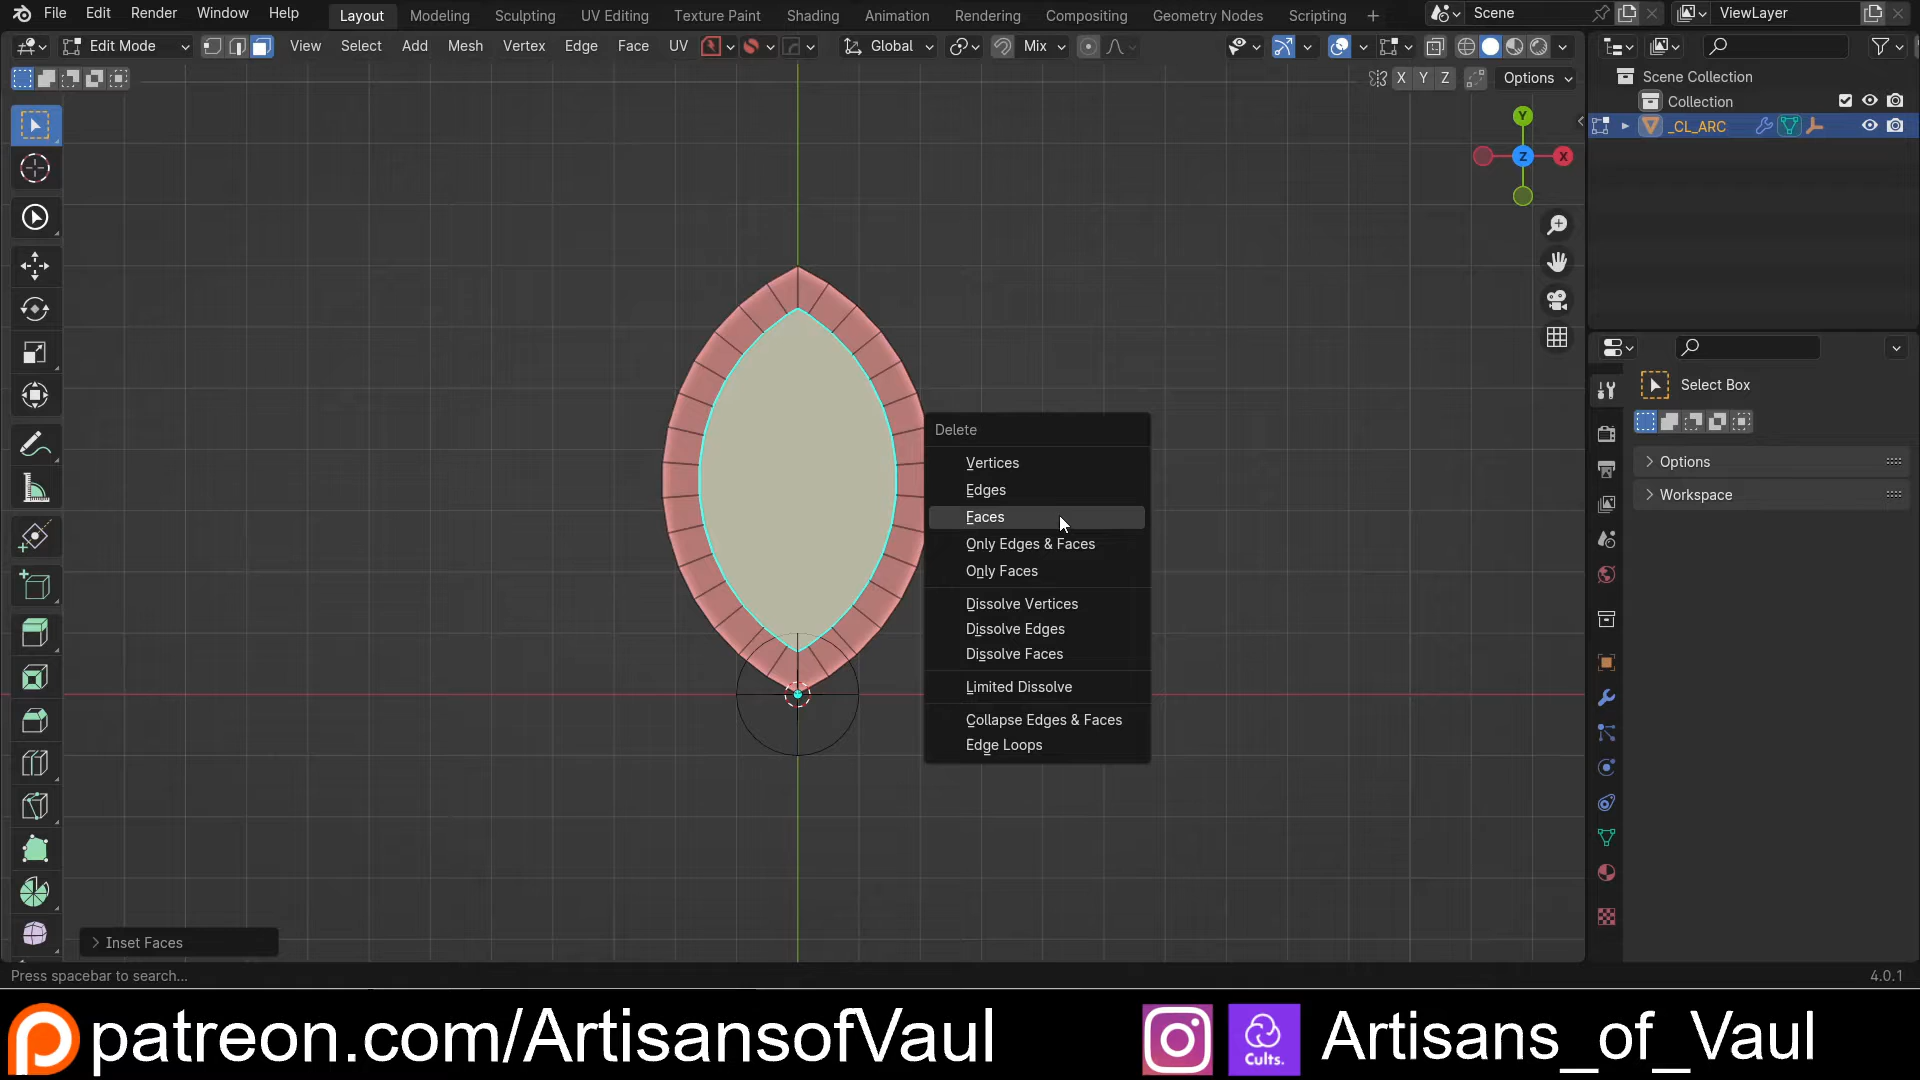 File Edit Render Window Help Layout Modeling Sculpting UV Editing Texture Paint Shading Animation Rendering Compositing Geometry Nodes Scripting + Scene ViewLayer
Edit Mode View Select Add Mesh Vertex Edge Face UV Global Mix
X Y Z Options
Scene Collection
Collection
_CL_ARC
Y
Z X
Select Box
Options
Workspace
Delete
Vertices
Edges
Faces
Only Edges & Faces
Only Faces
Dissolve Vertices
Dissolve Edges
Dissolve Faces
Limited Dissolve
Collapse Edges & Faces
Edge Loops
Inset Faces
Press spacebar to search... 4.0.1
patreon.com/ArtisansofVaul Cults. Artisans_of_Vaul